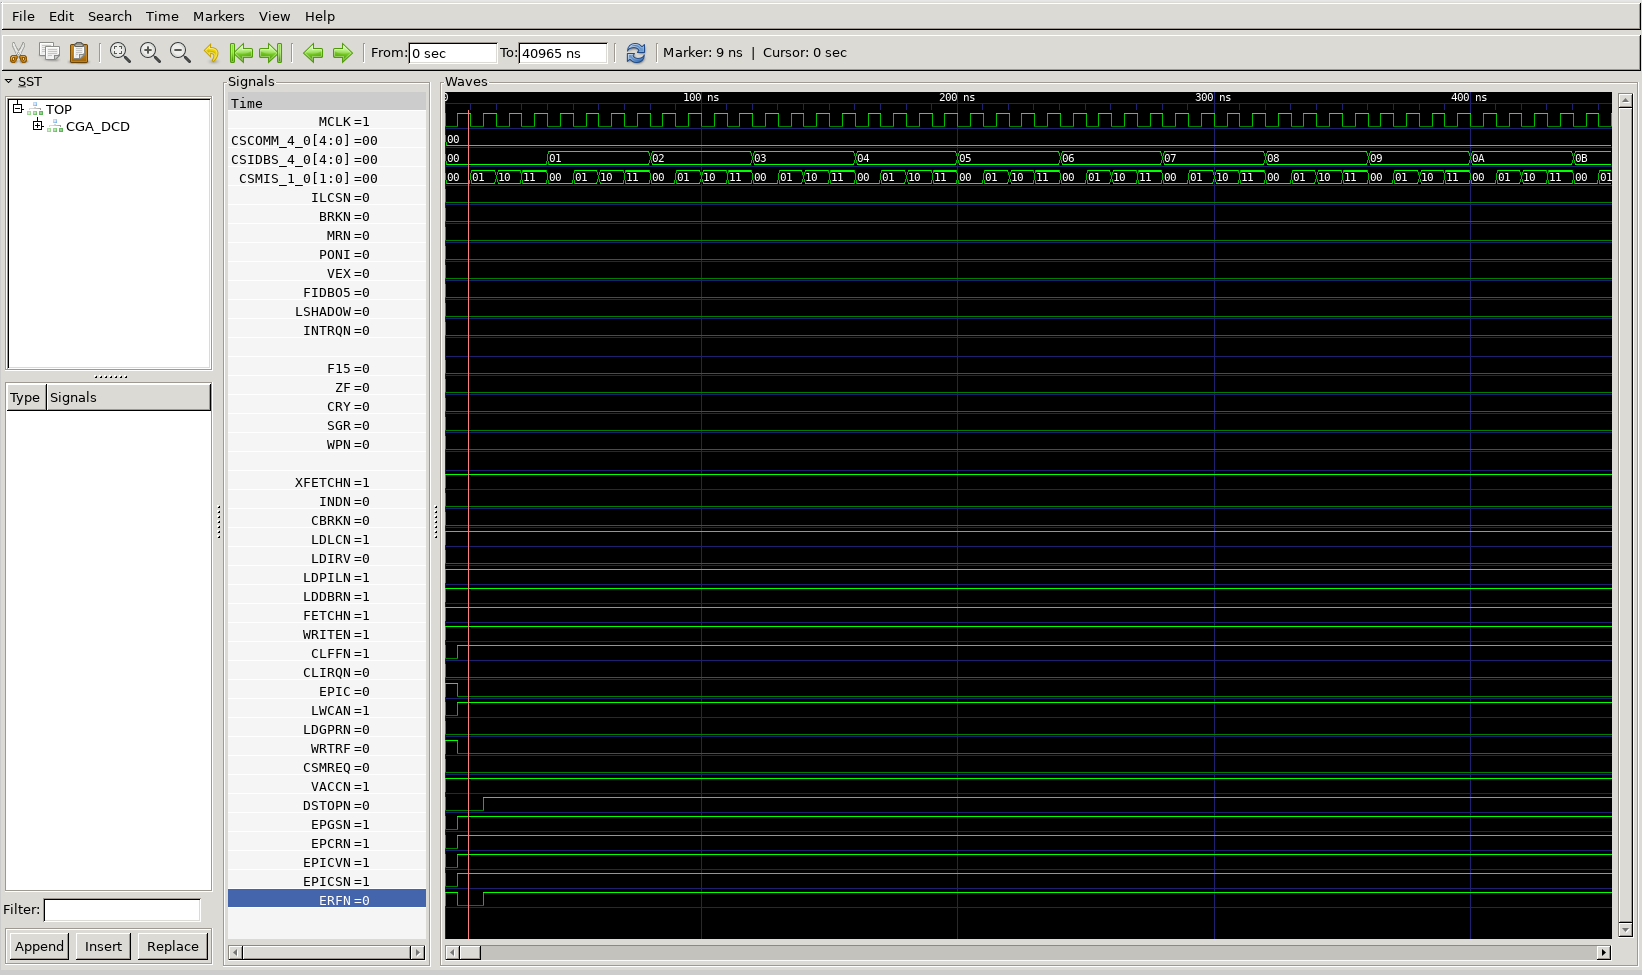 File Edit Search Time Markers View Help
From: 0 sec To: 40965 ns Marker: 9 ns | Cursor: 0 sec
SST
TOP
CGA_DCD
Type Signals
Filter:
Append Insert Replace
Signals
Time
MCLK =1
CSCOMM_4_0[4:0] =00
CSIDBS_4_0[4:0] =00
CSMIS_1_0[1:0] =00
ILCSN =0
BRKN =0
MRN =0
PONI =0
VEX =0
FIDBO5 =0
LSHADOW =0
INTRQN =0
F15 =0
ZF =0
CRY =0
SGR =0
WPN =0
XFETCHN =1
INDN =0
CBRKN =0
LDLCN =1
LDIRV =0
LDPILN =1
LDDBRN =1
FETCHN =1
WRITEN =1
CLFFN =1
CLIRQN =0
EPIC =0
LWCAN =1
LDGPRN =0
WRTRF =0
CSMREQ =0
VACCN =1
DSTOPN =0
EPGSN =1
EPCRN =1
EPICVN =1
EPICSN =1
ERFN =0
Waves
0 100 ns 200 ns 300 ns 400 ns
00
00 01 02 03 04 05 06 07 08 09 0A 0B
00 01 10 11 00 01 10 11 00 01 10 11 00 01 10 11 00 01 10 11 00 01 10 11 00 01 10 11 00 01 10 11 00 01 10 11 00 01 10 11 00 01 10 11 00 01